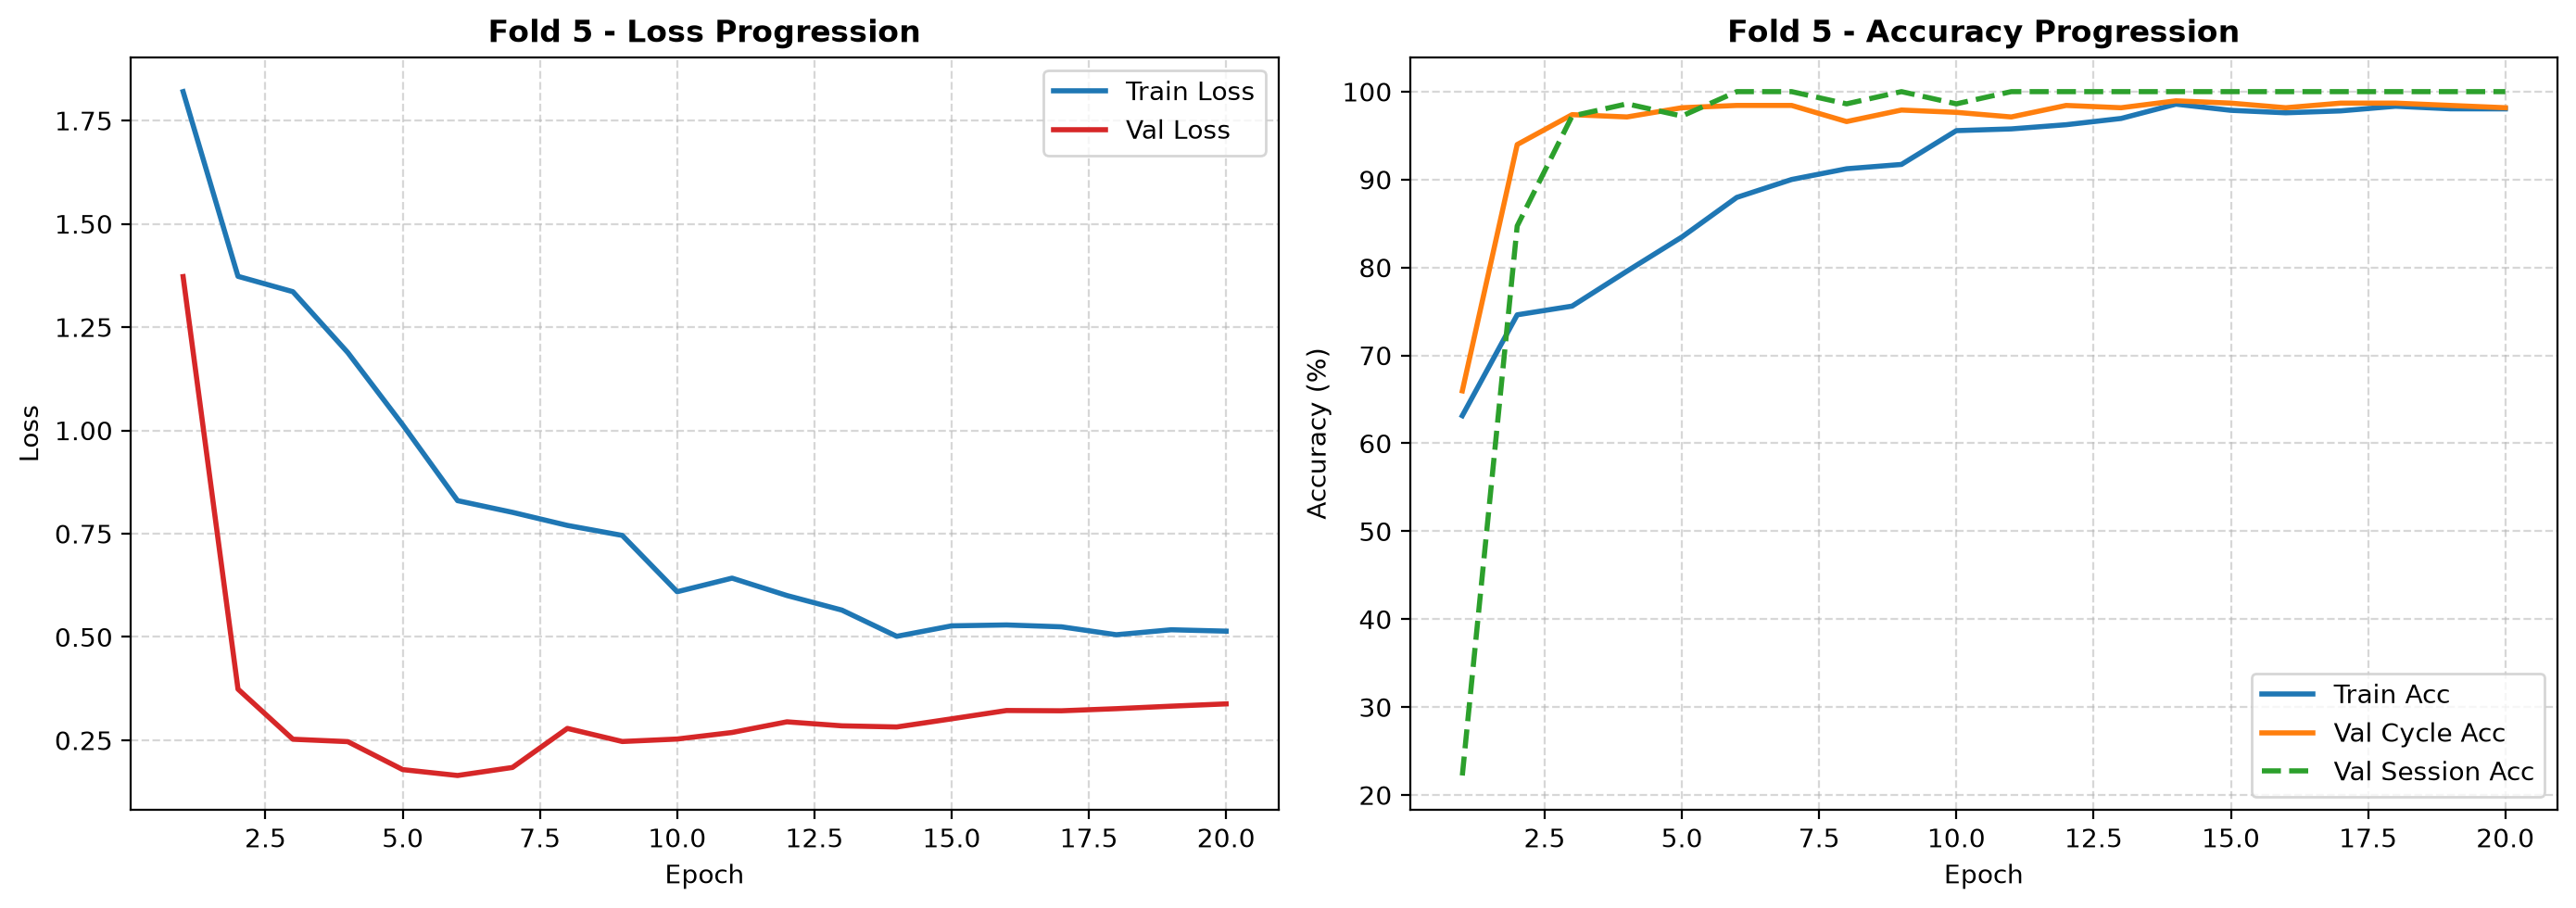 Fold 5 - Loss Progression
Train Loss
Val Loss
1.75
1.50
1.25
1.00
0.75
0.50
0.25
Loss
2.5 5.0 7.5 10.0 12.5 15.0 17.5 20.0
Epoch
Fold 5 - Accuracy Progression
100
90
80
70
60
50
40
30
20
Accuracy (%)
Train Acc
Val Cycle Acc
Val Session Acc
2.5 5.0 7.5 10.0 12.5 15.0 17.5 20.0
Epoch